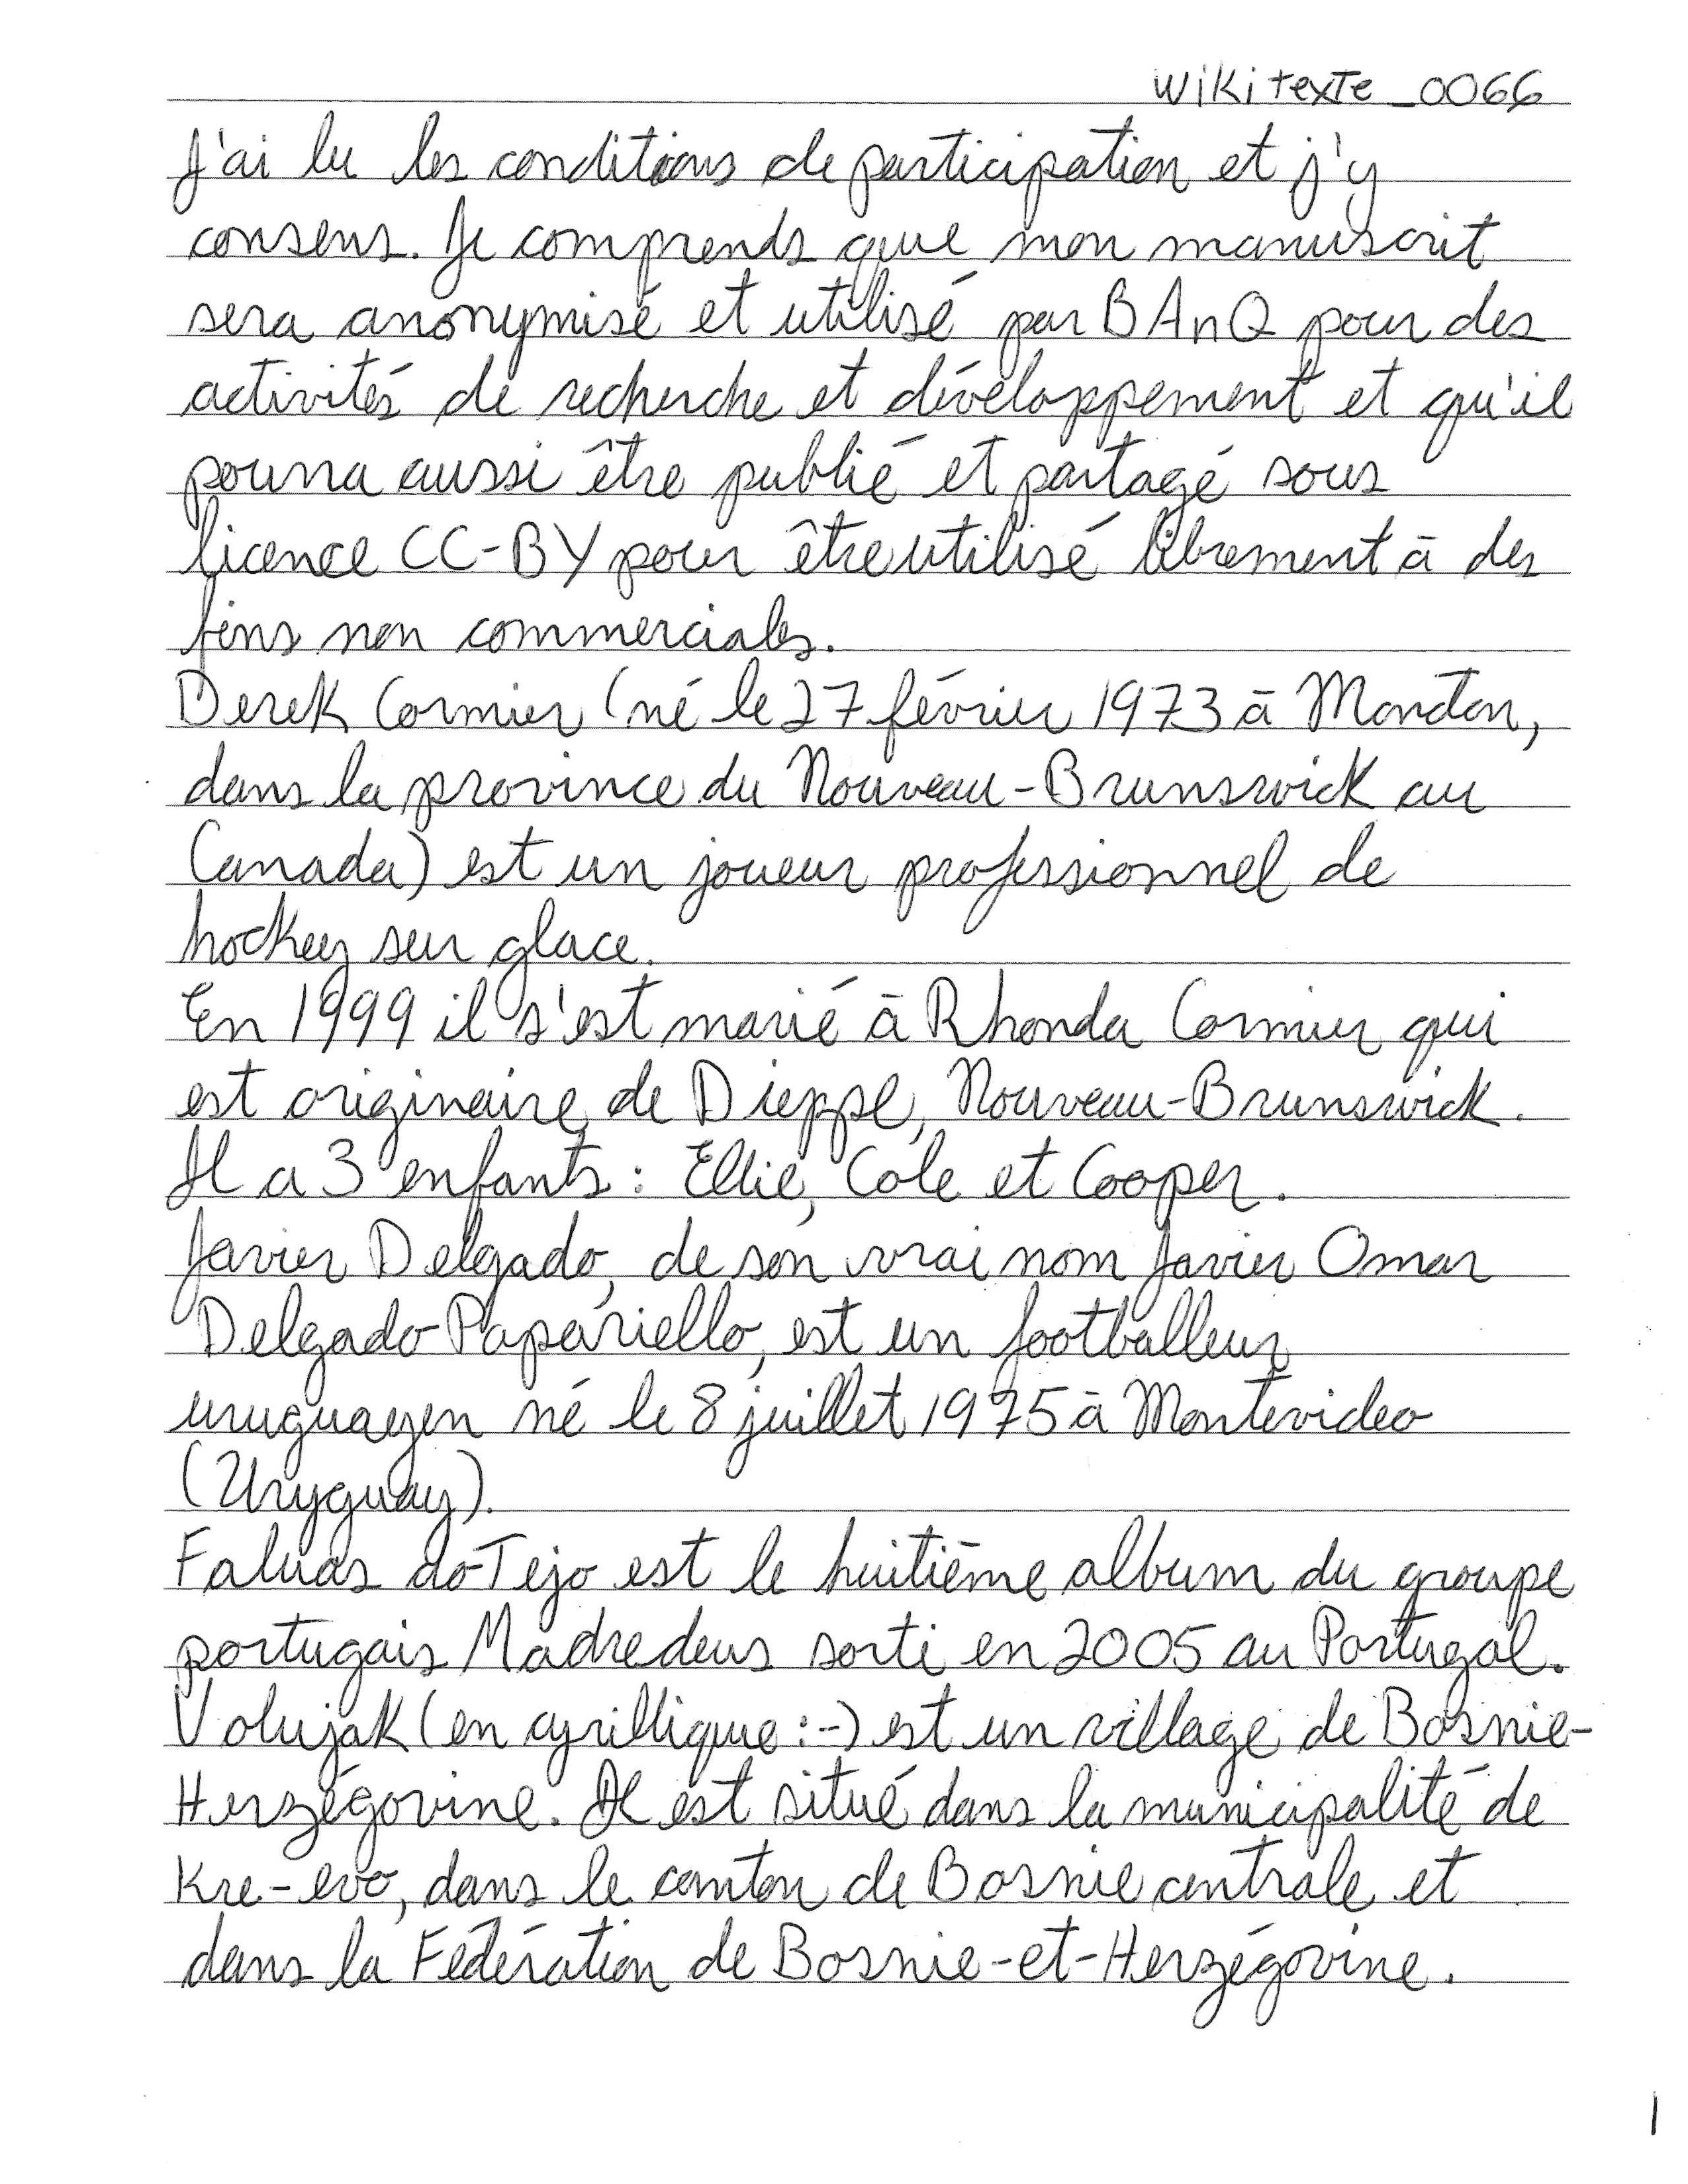 Wikitexte_0066
J'ai lu les conditions de participation et j'y
consens. Je comprends que mon manuscrit
sera anonymisé et utilisé par BAnQ pour des
activités de recherche et développement et qu'il
pourra aussi être publié et partagé sous
licence CC-BY pour être utilisé librement à des
fins non commerciales.
Derek Cormier (né le 27 février 1973 à Moncton,
dans la province du Nouveau-Brunswick au
Canada) est un joueur professionnel de
hockey sur glace.
En 1999 il s'est marié à Rhonda Cormier qui
est originaire de Dieppe, Nouveau-Brunswick.
Il a 3 enfants : Ellie, Cole et Cooper.
Javier Delgado, de son vrai nom Javier Omar
Delgado Papariello, est un footballeur
uruguayen né le 8 juillet 1975 à Montevideo
(Uryguay).
Faluas do Tejo est le huitième album du groupe
portugais Madredeus sorti en 2005 au Portugal.
Volujak (en cyrillique :-) est un village de Bosnie-
Herzégovine. Il est situé dans la municipalité de
Kre-evo, dans le canton de Bosnie centrale et
dans la Fédération de Bosnie-et-Herzégovine.
1